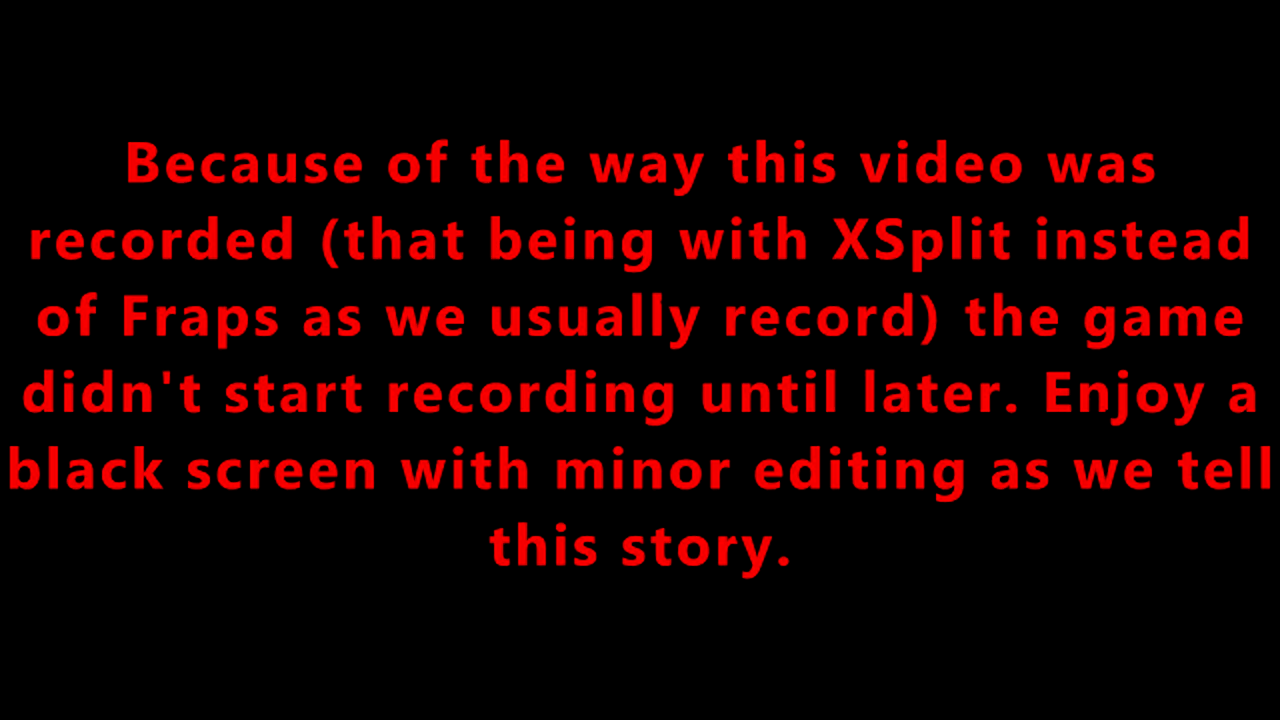 Because of the way this video was
recorded (that being with XSplit instead
of Fraps as we usually record) the game
didn't start recording until later. Enjoy a
black screen with minor editing as we tell
this story.